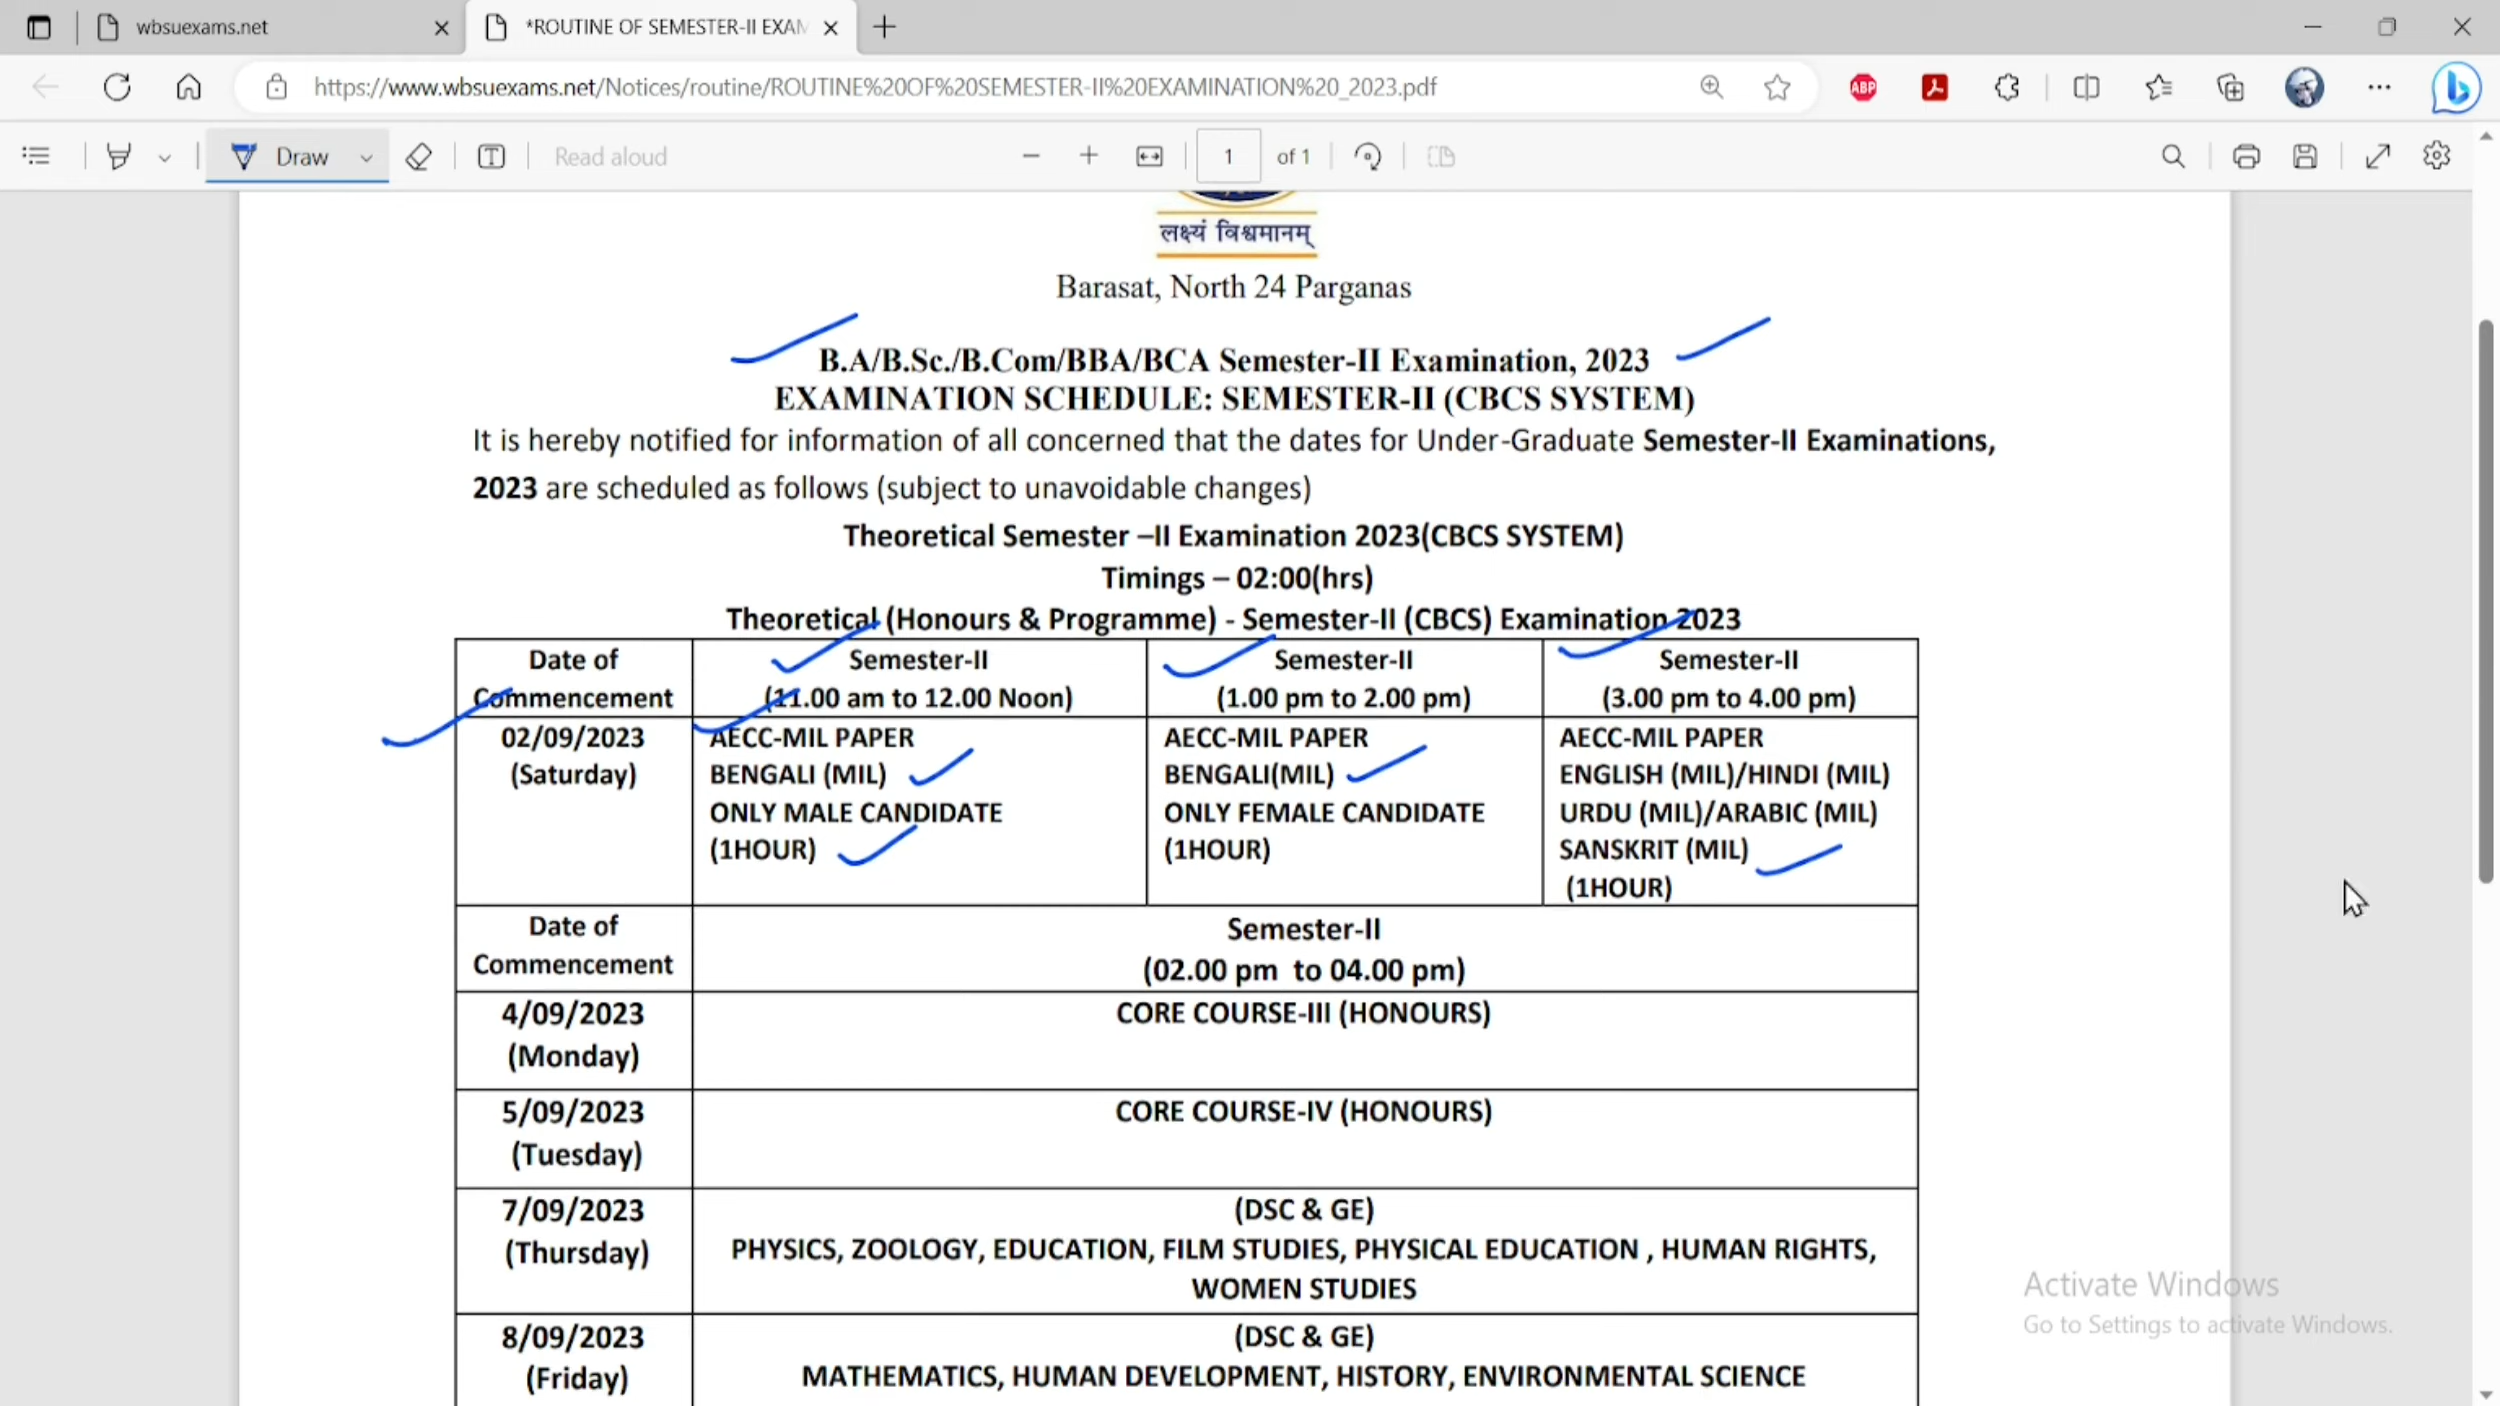 wbsuexams.net
*ROUTINE OF SEMESTER-II EXAM
https://www.wbsuexams.net/Notices/routine/ROUTINE%20OF%20SEMESTER-II%20EXAMINATION%20_2023.pdf
ABP
Draw
Read aloud
1 of 1
लक्ष्यं विश्वमानम्
Barasat, North 24 Parganas
B.A/B.Sc./B.Com/BBA/BCA Semester-II Examination, 2023
EXAMINATION SCHEDULE: SEMESTER-II (CBCS SYSTEM)
It is hereby notified for information of all concerned that the dates for Under-Graduate Semester-II Examinations,
2023 are scheduled as follows (subject to unavoidable changes)
Theoretical Semester –II Examination 2023(CBCS SYSTEM)
Timings – 02:00(hrs)
Theoretical (Honours & Programme) - Semester-II (CBCS) Examination 2023
Date of
Commencement
Semester-II
(11.00 am to 12.00 Noon)
Semester-II
(1.00 pm to 2.00 pm)
Semester-II
(3.00 pm to 4.00 pm)
02/09/2023
(Saturday)
AECC-MIL PAPER
BENGALI (MIL)
ONLY MALE CANDIDATE
(1HOUR)
AECC-MIL PAPER
BENGALI(MIL)
ONLY FEMALE CANDIDATE
(1HOUR)
AECC-MIL PAPER
ENGLISH (MIL)/HINDI (MIL)
URDU (MIL)/ARABIC (MIL)
SANSKRIT (MIL)
(1HOUR)
Date of
Commencement
Semester-II
(02.00 pm to 04.00 pm)
4/09/2023
(Monday)
CORE COURSE-III (HONOURS)
5/09/2023
(Tuesday)
CORE COURSE-IV (HONOURS)
7/09/2023
(Thursday)
(DSC & GE)
PHYSICS, ZOOLOGY, EDUCATION, FILM STUDIES, PHYSICAL EDUCATION , HUMAN RIGHTS,
WOMEN STUDIES
8/09/2023
(Friday)
(DSC & GE)
MATHEMATICS, HUMAN DEVELOPMENT, HISTORY, ENVIRONMENTAL SCIENCE
Activate Windows
Go to Settings to activate Windows.